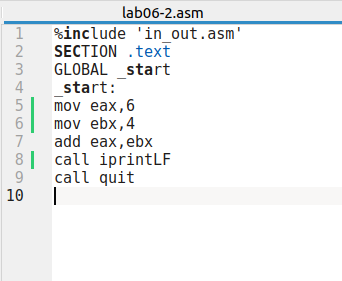 lab06-2.asm
1 %include 'in_out.asm'
2 SECTION .text
3 GLOBAL _start
4 _start:
5 mov eax,6
6 mov ebx,4
7 add eax,ebx
8 call iprintLF
9 call quit
10